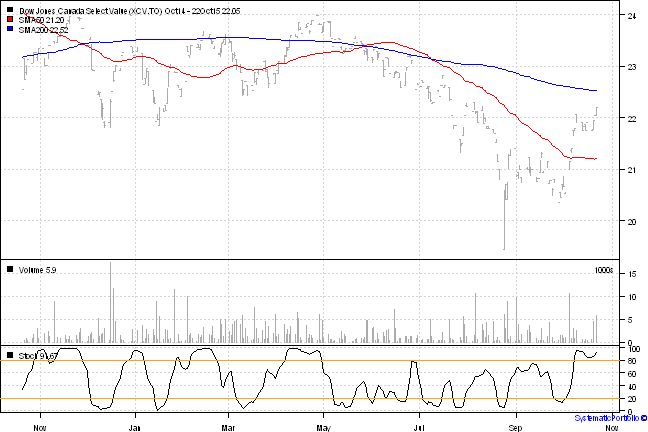 Dow Jones Canada Select Value (XCV.TO) Oct14 - 22Oct15 22.05
SMA50 21.20
SMA200 22.52
24
23
22
21
20
Volume 5.9
1000s
15
10
5
0
Stoch 91.67
100
80
60
40
20
0
Nov Jan Mar May Jul Sep Nov
SystematicPortfolio ©